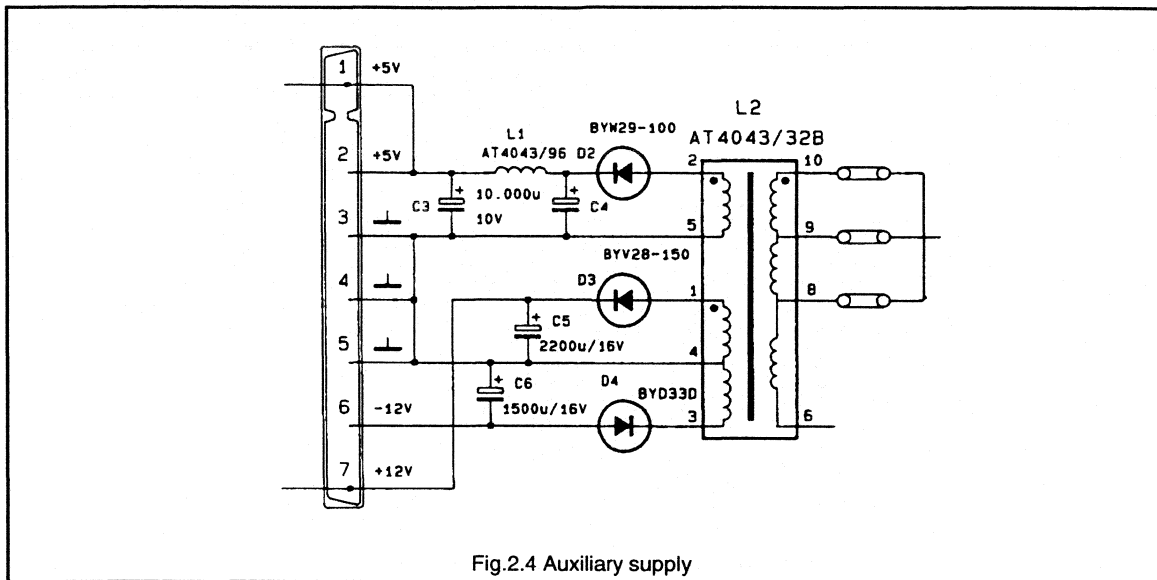 1 +5V
L2
L1
BYW29-100
AT4043/32B
2 +5V
AT4043/96 D2
2
10
C3
+
10.000u
10V
+
C4
3
5
9
BYV28-150
4
D3
1
8
+
C5
2200u/16V
5
4
+
C6
1500u/16V
D4
BYD33D
6 -12V
3
6
7 +12V
Fig.2.4 Auxiliary supply